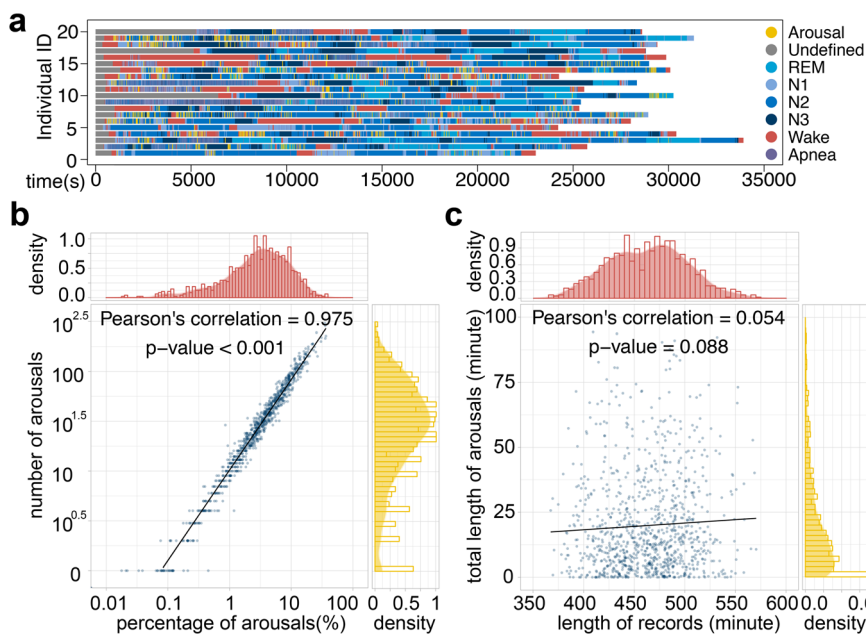 a
Individual ID
20
15
10
5
0
time(s)
0
5000
10000
15000
20000
25000
30000
35000
Arousal
Undefined
REM
N1
N2
N3
Wake
Apnea
b
density
1.0
0.5
0.0
Pearson's correlation = 0.975
p-value < 0.001
number of arousals
10^2.5
100
10^1.5
10
10^0.5
0
0.01 0.1 1 10 100
percentage of arousals(%)
0 0.5 1
density
c
density
0.9
0.6
0.3
0.0
Pearson's correlation = 0.054
p-value = 0.088
total length of arousals (minute)
100
75
50
25
0
350 400 450 500 550 600
length of records (minute)
0.0
density